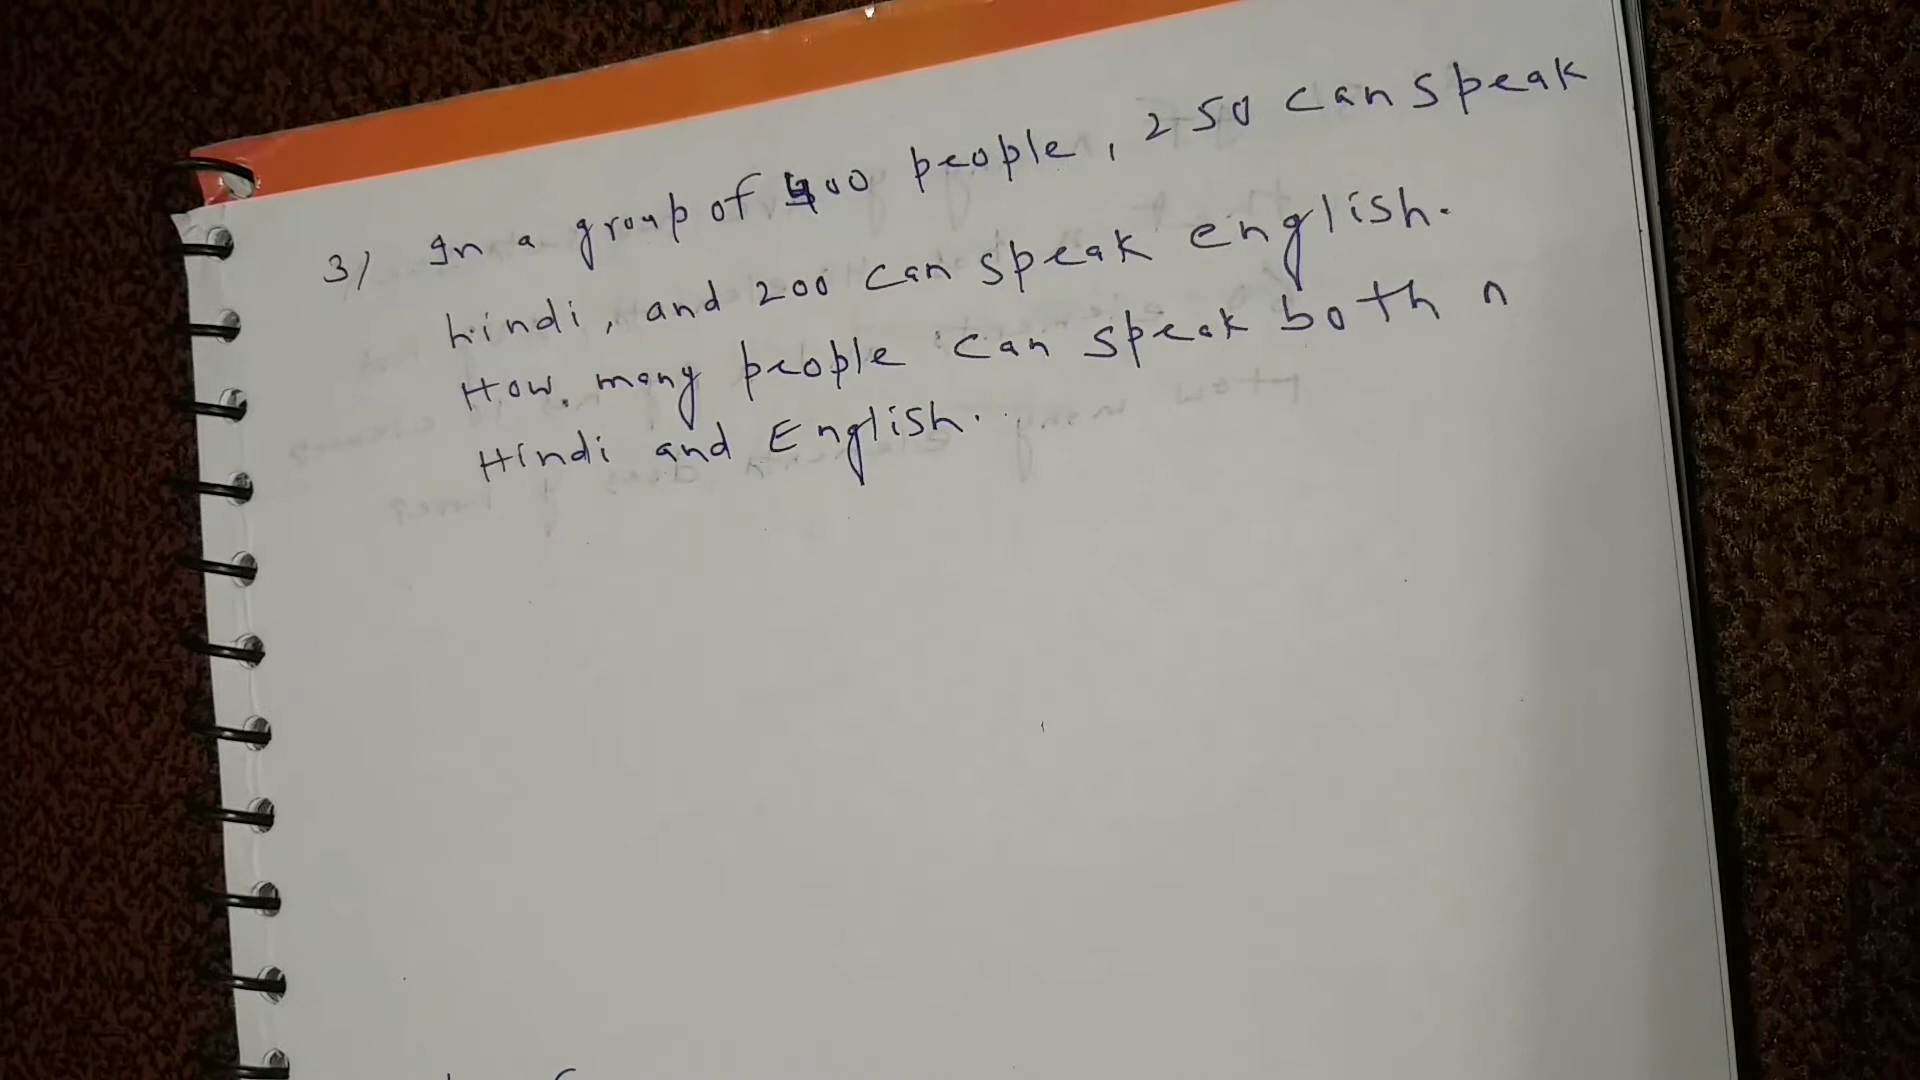 3) In a group of 400 people, 250 can speak
hindi, and 200 can speak english.
How many people can speak both n
Hindi and English.